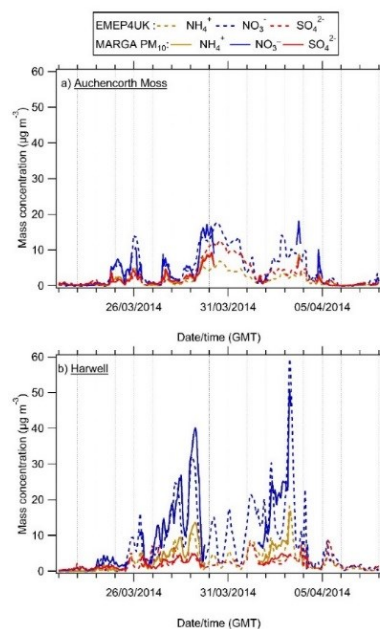 EMEP4UK: NH₄⁺ NO₃⁻ SO₄²⁻
MARGA PM₁₀: NH₄⁺ NO₃⁻ SO₄²⁻
60
50
40
30
20
10
0
Mass concentration (µg m⁻³)
a) Auchencorth Moss
26/03/2014 31/03/2014 05/04/2014
Date/time (GMT)
60
50
40
30
20
10
0
Mass concentration (µg m⁻³)
b) Harwell
26/03/2014 31/03/2014 05/04/2014
Date/time (GMT)